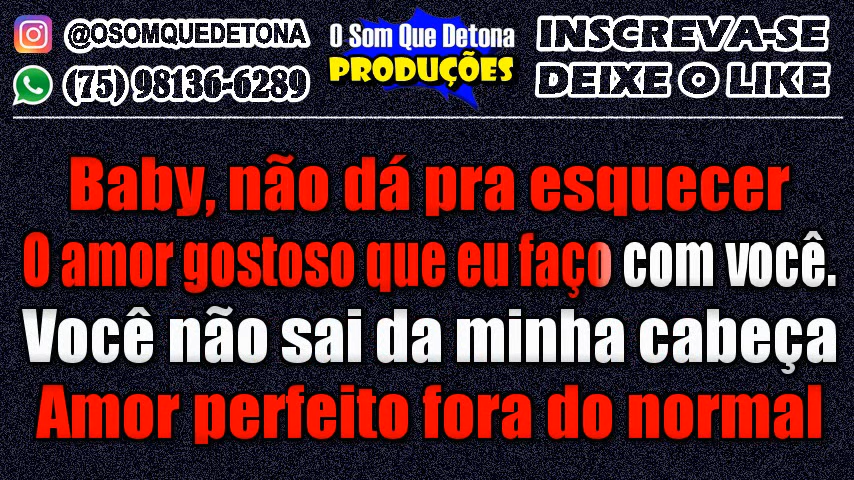 @OSOMQUEDETONA
(75) 98136-6289
O Som Que Detona
PRODUÇÕES
INSCREVA-SE
DEIXE O LIKE
Baby, não dá pra esquecer
O amor gostoso que eu faço com você.
Você não sai da minha cabeça
Amor perfeito fora do normal